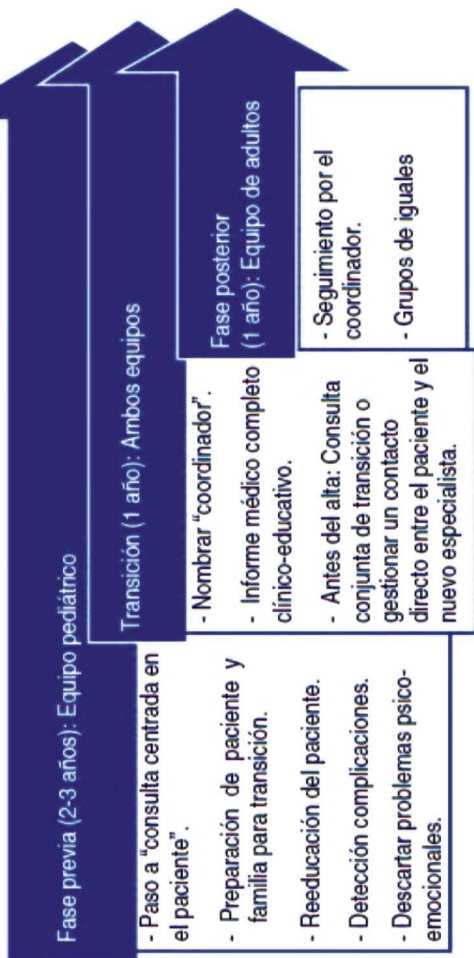 Fase previa (2-3 años): Equipo pediátrico
- Paso a "consulta centrada en
el paciente".
- Preparación de paciente y
familia para transición.
- Reeducación del paciente.
- Detección complicaciones.
- Descartar problemas psico-
emocionales.
Transición (1 año): Ambos equipos
- Nombrar "coordinador".
- Informe médico completo
clínico-educativo.
- Antes del alta: Consulta
conjunta de transición o
gestionar un contacto
directo entre el paciente y el
nuevo especialista.
Fase posterior
(1 año): Equipo de adultos
- Seguimiento por el
coordinador.
- Grupos de iguales